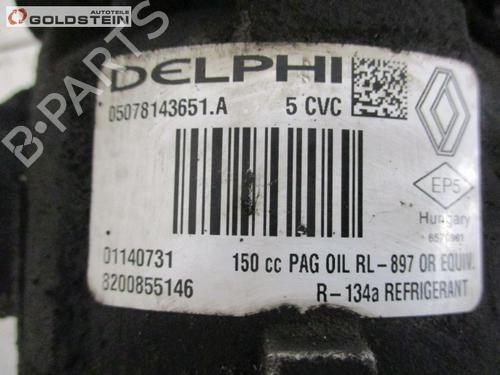 AUTOTEILE
GOLDSTEIN
B-Parts
DELPHI
05078143651.A 5 CVC
EP5
Hungary
01140731 150 cc PAG OIL RL-897 OR EQUIV.
8200855146 R-134a REFRIGERANT